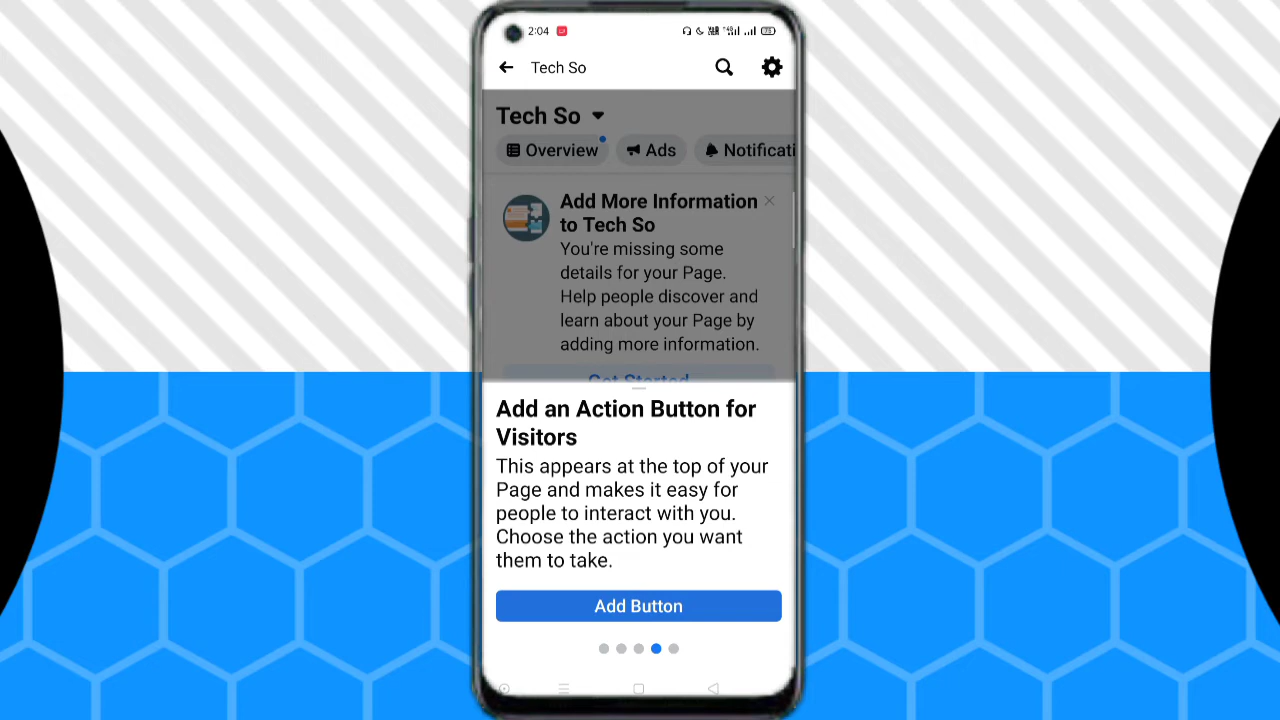 2:04
Tech So
Tech So
Overview
Ads
Notificati
Add More Information
to Tech So
You're missing some
details for your Page.
Help people discover and
learn about your Page by
adding more information.
Get Started
Add an Action Button for
Visitors
This appears at the top of your
Page and makes it easy for
people to interact with you.
Choose the action you want
them to take.
Add Button